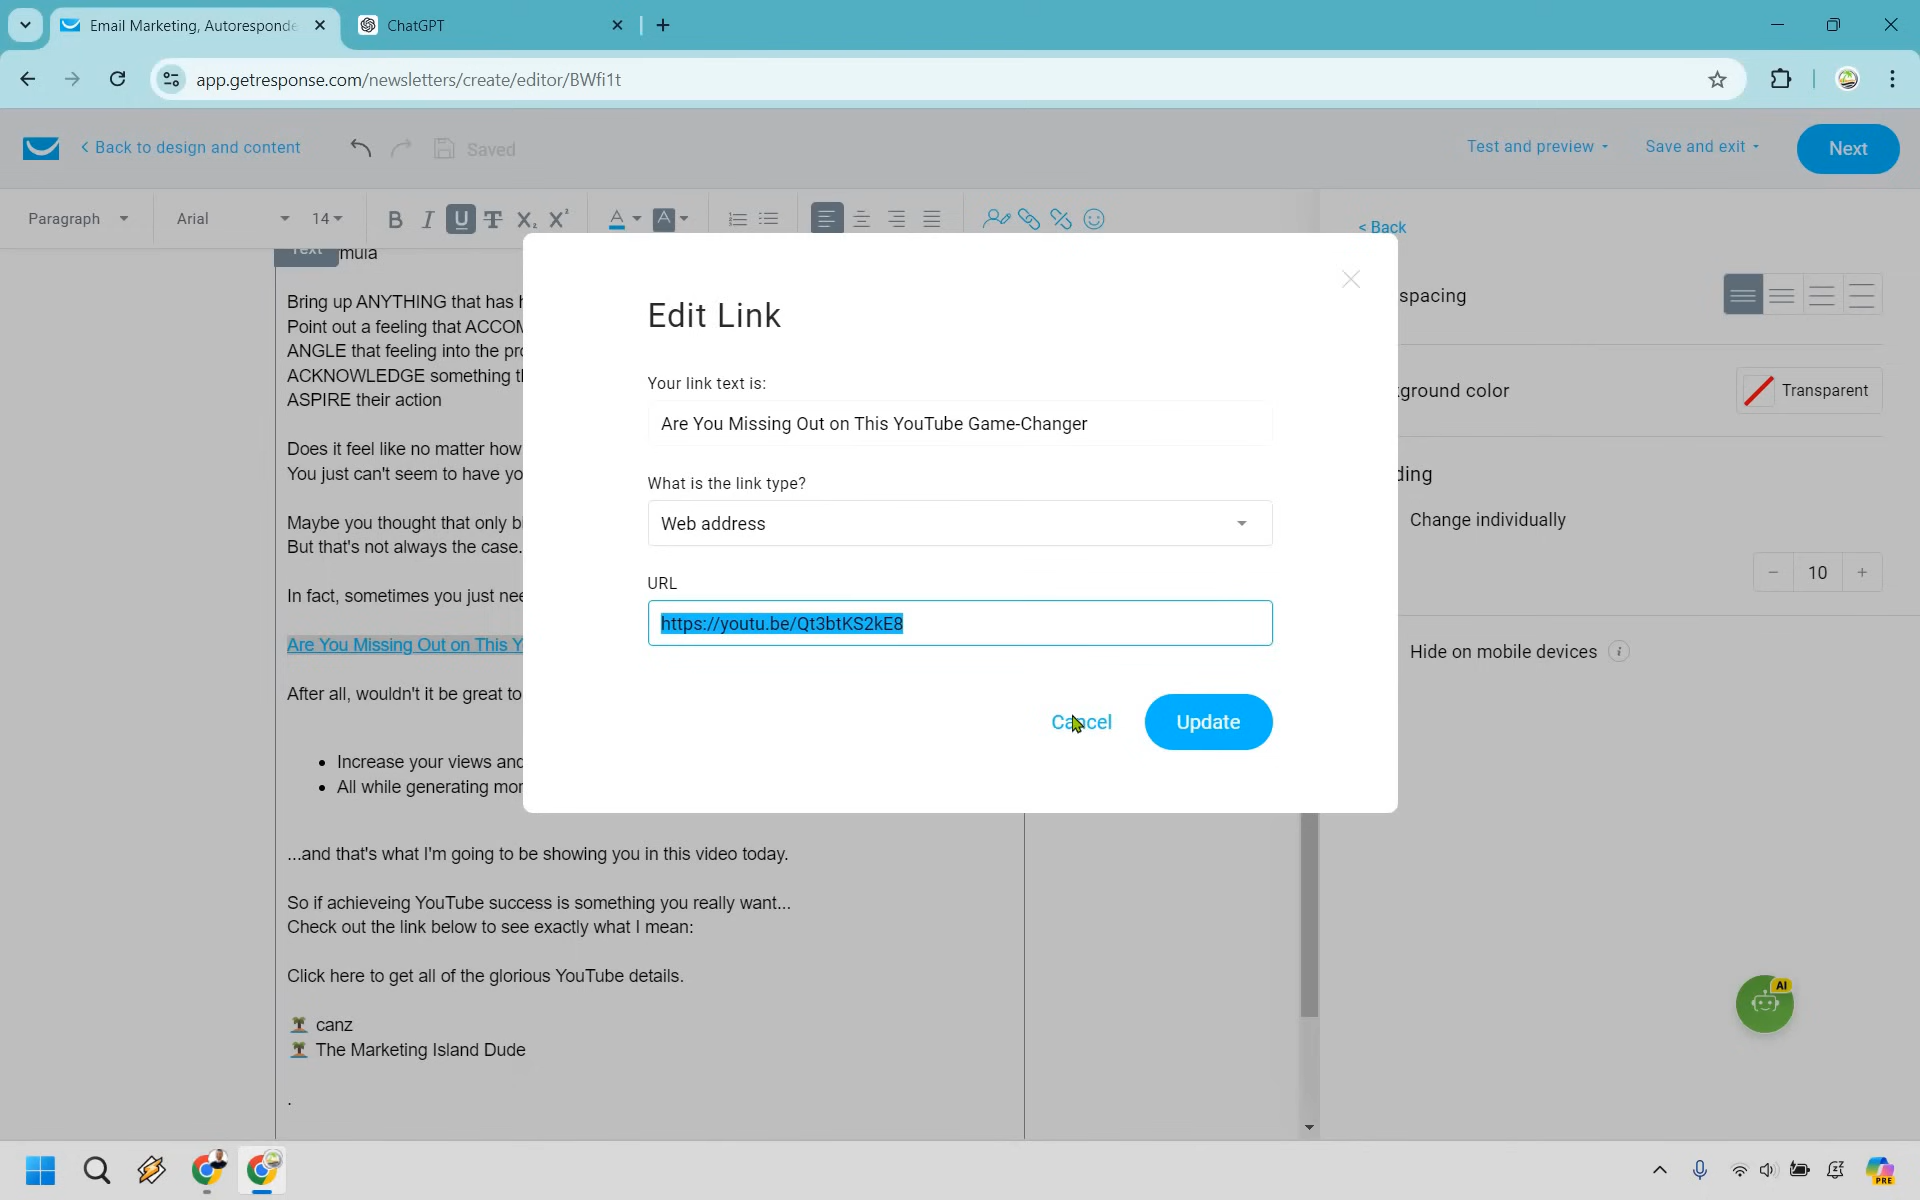 Email Marketing, Autoresponde
ChatGPT
app.getresponse.com/newsletters/create/editor/BWfi1t
< Back to design and content
Saved
Test and preview
Save and exit
Next
Paragraph
Arial
14
Text
mula
< Back
Edit Link
spacing
Your link text is:
Are You Missing Out on This YouTube Game-Changer
What is the link type?
Web address
URL
https://youtu.be/Qt3btKS2kE8
Cancel
Update
Transparent
Change individually
10
Hide on mobile devices
Bring up ANYTHING that has
Point out a feeling that
ANGLE that feeling into the
ACKNOWLEDGE something
ASPIRE their action
Does it feel like no matter how
You just can't seem to have
Maybe you thought that only
But that's not always the case.
In fact, sometimes you just
Are You Missing Out on This
After all, wouldn't it be great to
Increase your views and
All while generating
...and that's what I'm going to be showing you in this video today.
So if achieveing YouTube success is something you really want...
Check out the link below to see exactly what I mean:
Click here to get all of the glorious YouTube details.
canz
The Marketing Island Dude
.
AI
PRE